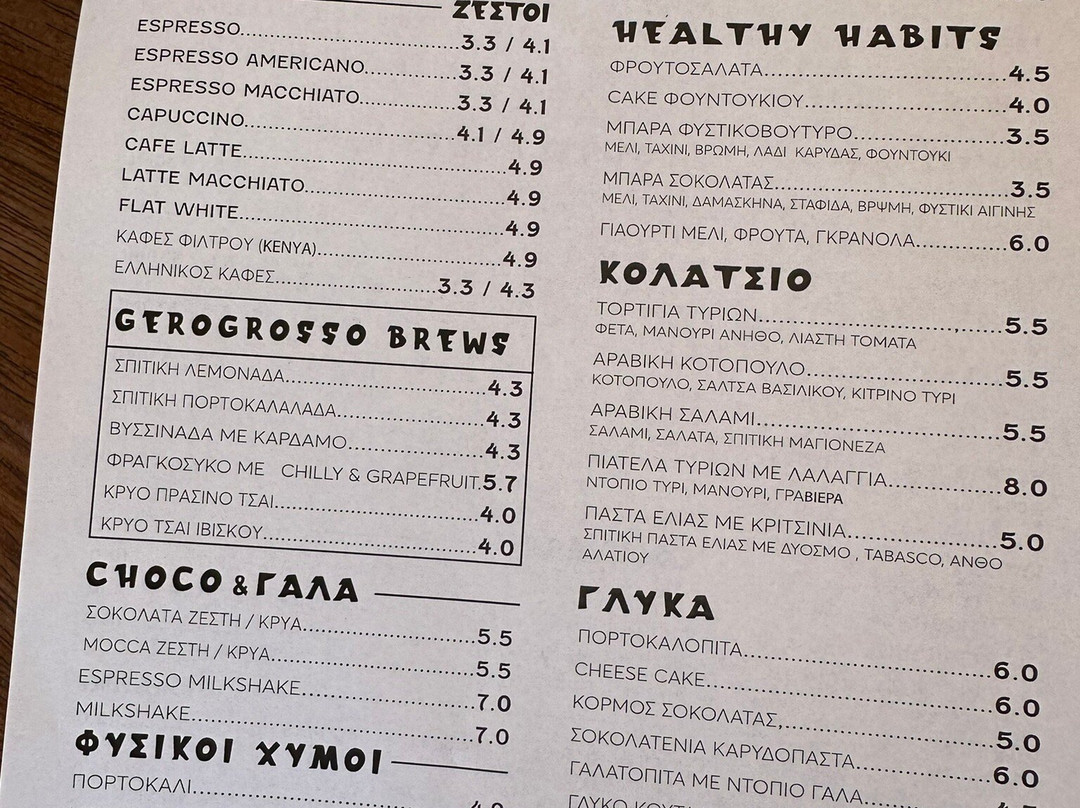 ΖΕΣΤΟΙ
ESPRESSO 3.3 / 4.1
ESPRESSO AMERICANO 3.3 / 4.1
ESPRESSO MACCHIATO 3.3 / 4.1
CAPUCCINO 4.1 / 4.9
CAFE LATTE 4.9
LATTE MACCHIATO 4.9
FLAT WHITE 4.9
ΚΑΦΕΣ ΦΙΛΤΡΟΥ (KENYA) 4.9
ΕΛΛΗΝΙΚΟΣ ΚΑΦΕΣ 3.3 / 4.3
GEROGROSSO BREWS
ΣΠΙΤΙΚΗ ΛΕΜΟΝΑΔΑ 4.3
ΣΠΙΤΙΚΗ ΠΟΡΤΟΚΑΛΑΛΑΔΑ 4.3
ΒΥΣΣΙΝΑΔΑ ΜΕ ΚΑΡΔΑΜΟ 4.3
ΦΡΑΓΚΟΣΥΚΟ ΜΕ CHILLY & GRAPEFRUIT 5.7
ΚΡΥΟ ΠΡΑΣΙΝΟ ΤΣΑΙ 4.0
ΚΡΥΟ ΤΣΑΙ ΙΒΙΣΚΟΥ 4.0
CHOCO & ΓΑΛΑ
ΣΟΚΟΛΑΤΑ ΖΕΣΤΗ / ΚΡΥΑ 5.5
MOCCA ΖΕΣΤΗ / ΚΡΥΑ 5.5
ESPRESSO MILKSHAKE 7.0
MILKSHAKE 7.0
ΦΥΣΙΚΟΙ ΧΥΜΟΙ
ΠΟΡΤΟΚΑΛΙ
HEALTHY HABITS
ΦΡΟΥΤΟΣΑΛΑΤΑ 4.5
CAKE ΦΟΥΝΤΟΥΚΙΟΥ 4.0
ΜΠΑΡΑ ΦΥΣΤΙΚΟΒΟΥΤΥΡΟ 3.5
ΜΕΛΙ, ΤΑΧΙΝΙ, ΒΡΩΜΗ, ΛΑΔΙ ΚΑΡΥΔΑΣ, ΦΟΥΝΤΟΥΚΙ
ΜΠΑΡΑ ΣΟΚΟΛΑΤΑΣ 3.5
ΜΕΛΙ, ΤΑΧΙΝΙ, ΔΑΜΑΣΚΗΝΑ, ΣΤΑΦΙΔΑ, ΒΡΨΜΗ, ΦΥΣΤΙΚΙ ΑΙΓΙΝΗΣ
ΓΙΑΟΥΡΤΙ ΜΕΛΙ, ΦΡΟΥΤΑ, ΓΚΡΑΝΟΛΑ 6.0
ΚΟΛΑΤΣΙΟ
ΤΟΡΤΙΓΙΑ ΤΥΡΙΩΝ 5.5
ΦΕΤΑ, ΜΑΝΟΥΡΙ ΑΝΗΘΟ, ΛΙΑΣΤΗ ΤΟΜΑΤΑ
ΑΡΑΒΙΚΗ ΚΟΤΟΠΟΥΛΟ 5.5
ΚΟΤΟΠΟΥΛΟ, ΣΑΛΤΣΑ ΒΑΣΙΛΙΚΟΥ, ΚΙΤΡΙΝΟ ΤΥΡΙ
ΑΡΑΒΙΚΗ ΣΑΛΑΜΙ 5.5
ΣΑΛΑΜΙ, ΣΑΛΑΤΑ, ΣΠΙΤΙΚΗ ΜΑΓΙΟΝΕΖΑ
ΠΙΑΤΕΛΑ ΤΥΡΙΩΝ ΜΕ ΛΑΛΑΓΓΙΑ 8.0
ΝΤΟΠΙΟ ΤΥΡΙ, ΜΑΝΟΥΡΙ, ΓΡΑΒΙΕΡΑ
ΠΑΣΤΑ ΕΛΙΑΣ ΜΕ ΚΡΙΤΣΙΝΙΑ 5.0
ΣΠΙΤΙΚΗ ΠΑΣΤΑ ΕΛΙΑΣ ΜΕ ΔΥΟΣΜΟ , TABASCO, ΑΝΘΟ
ΑΛΑΤΙΟΥ
ΓΛΥΚΑ
ΠΟΡΤΟΚΑΛΟΠΙΤΑ 6.0
CHEESE CAKE 6.0
ΚΟΡΜΟΣ ΣΟΚΟΛΑΤΑΣ, 5.0
ΣΟΚΟΛΑΤΕΝΙΑ ΚΑΡΥΔΟΠΑΣΤΑ 6.0
ΓΑΛΑΤΟΠΙΤΑ ΜΕ ΝΤΟΠΙΟ ΓΑΛΑ